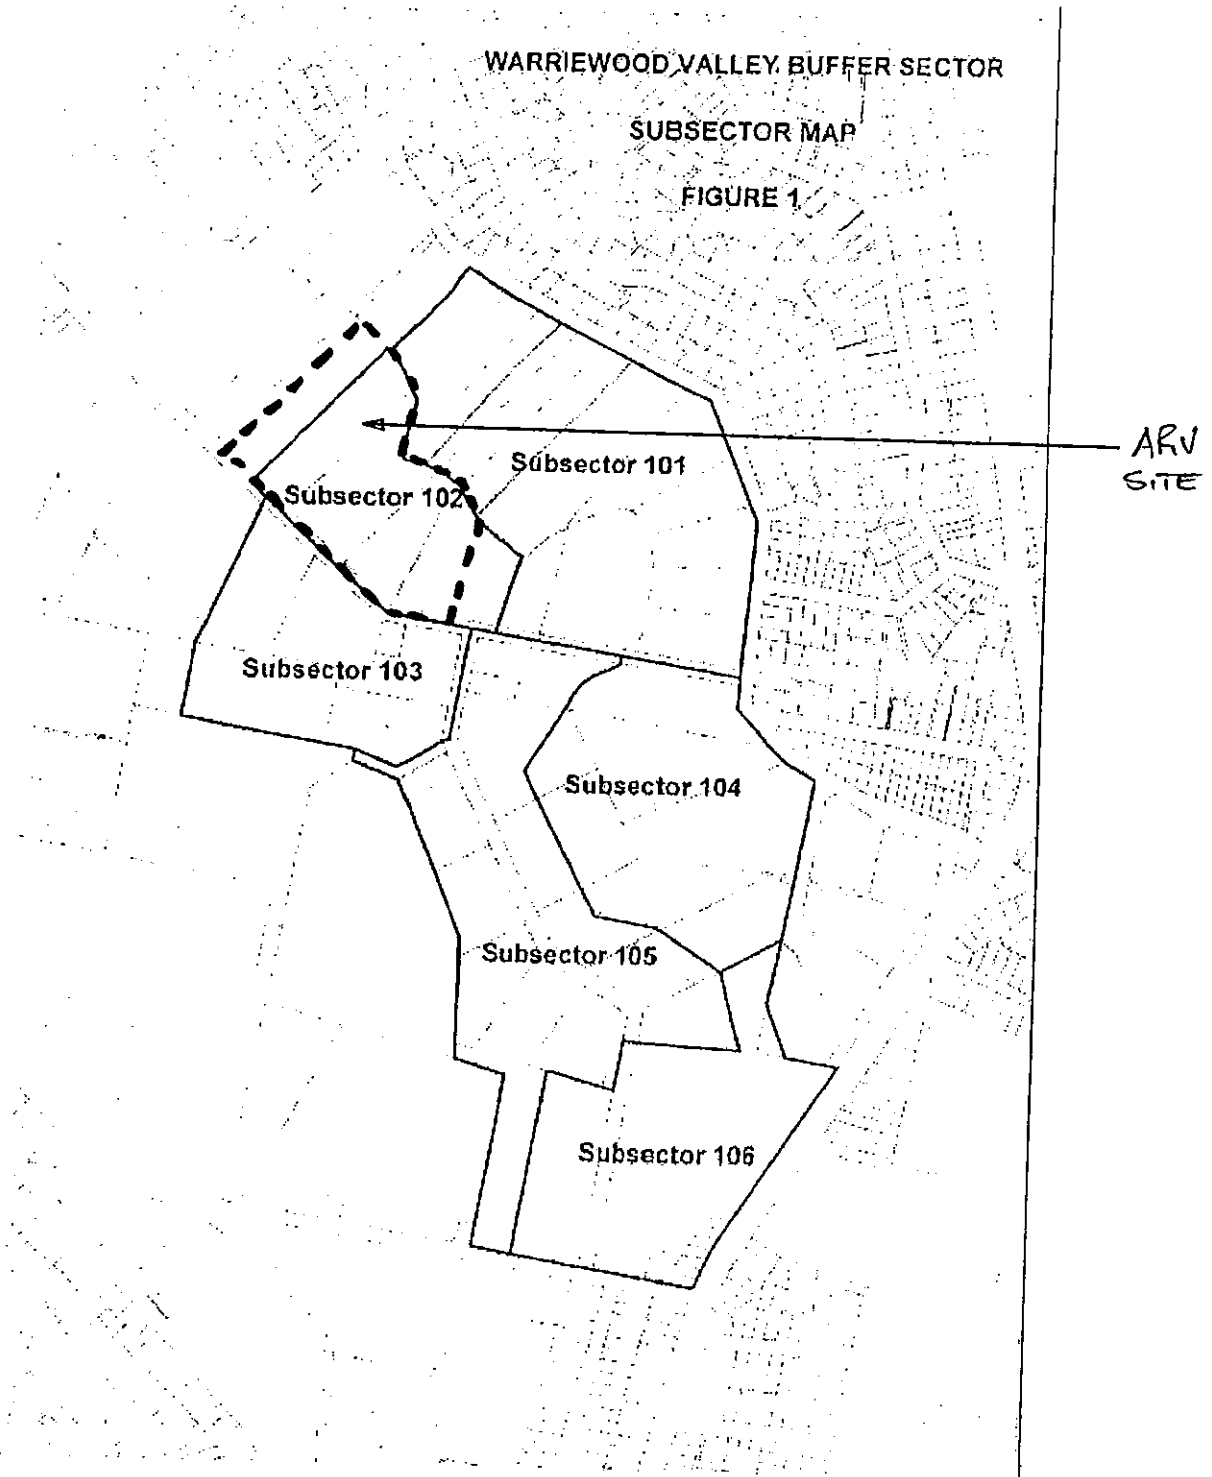 WARRIEWOOD VALLEY BUFFER SECTOR
SUBSECTOR MAP
FIGURE 1
ARV
SITE
Subsector 101
Subsector 102
Subsector 103
Subsector 104
Subsector 105
Subsector 106